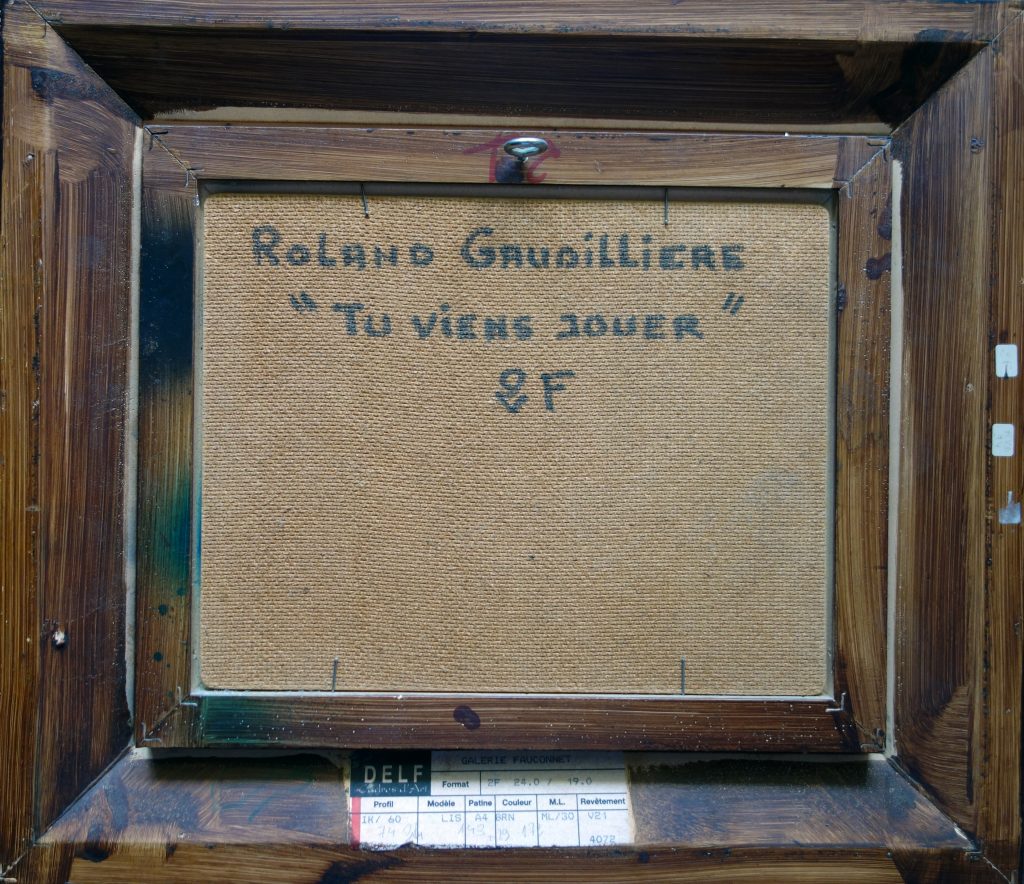 Roland Gaudilliere
" Tu viens jouer "
2F
GALERIE FAUCONNET
DELF
Format 2F 24.0 / 19.0
Profil Modèle Patine Couleur M.L. Revêtement
IR/ 60 LIS A4 BRN ML/30 V21
4072